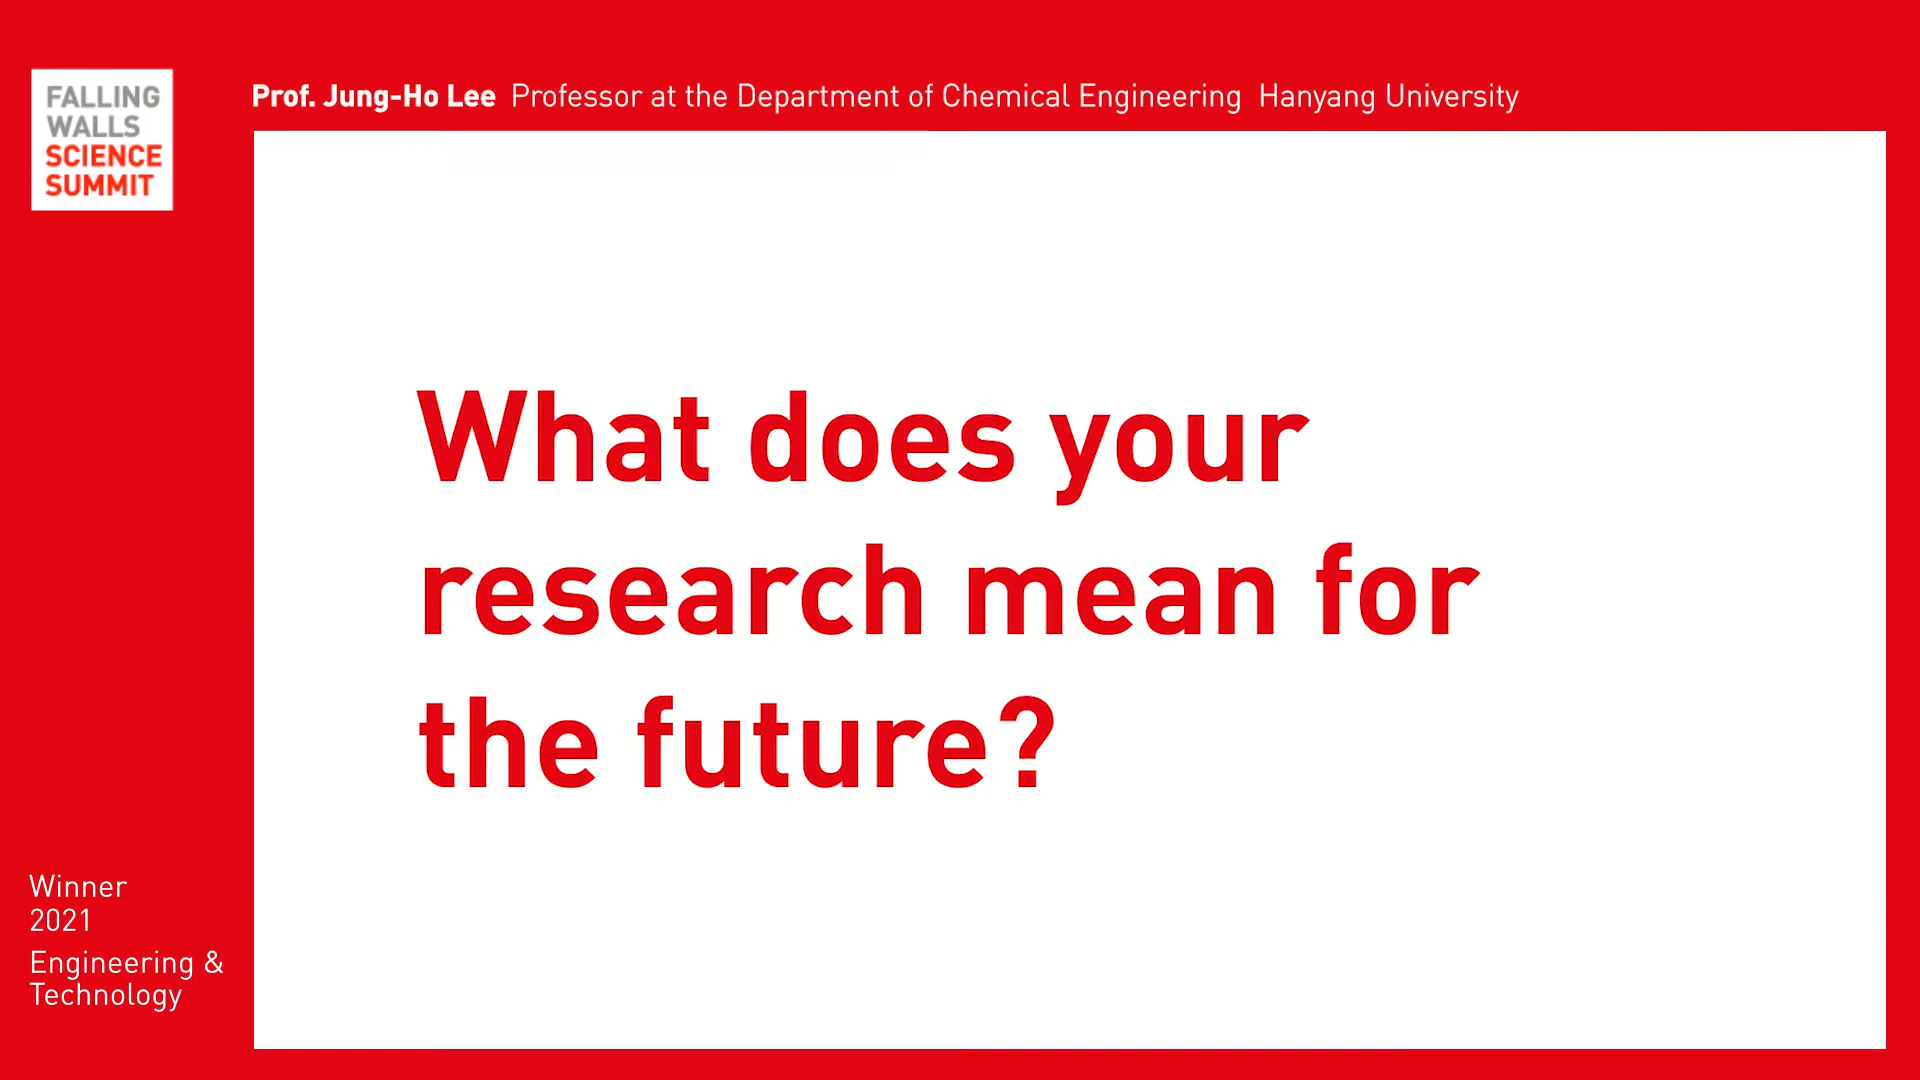 FALLING
WALLS
SCIENCE
SUMMIT
Prof. Jung-Ho Lee Professor at the Department of Chemical Engineering Hanyang University
What does your
research mean for
the future?
Winner
2021
Engineering &
Technology